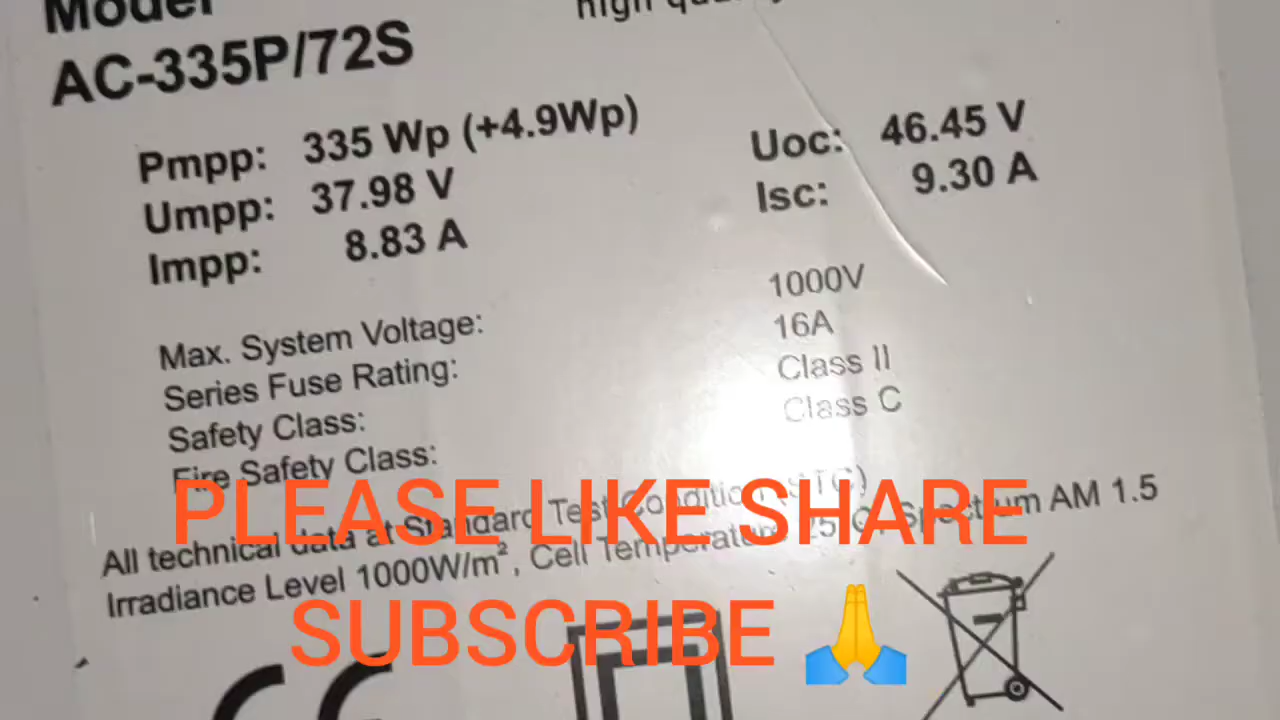 Model
high quality
AC-335P/72S
Pmpp: 335 Wp (+4.9Wp)
Umpp: 37.98 V
Impp: 8.83 A
Uoc: 46.45 V
Isc: 9.30 A
Max. System Voltage: 1000V
Series Fuse Rating: 16A
Safety Class: Class II
Fire Safety Class: Class C
All technical data at Standard Test Condition (STC)
Irradiance Level 1000W/m², Cell Temperature 25°C, Spectrum AM 1.5
PLEASE LIKE SHARE
SUBSCRIBE 🙏
CE